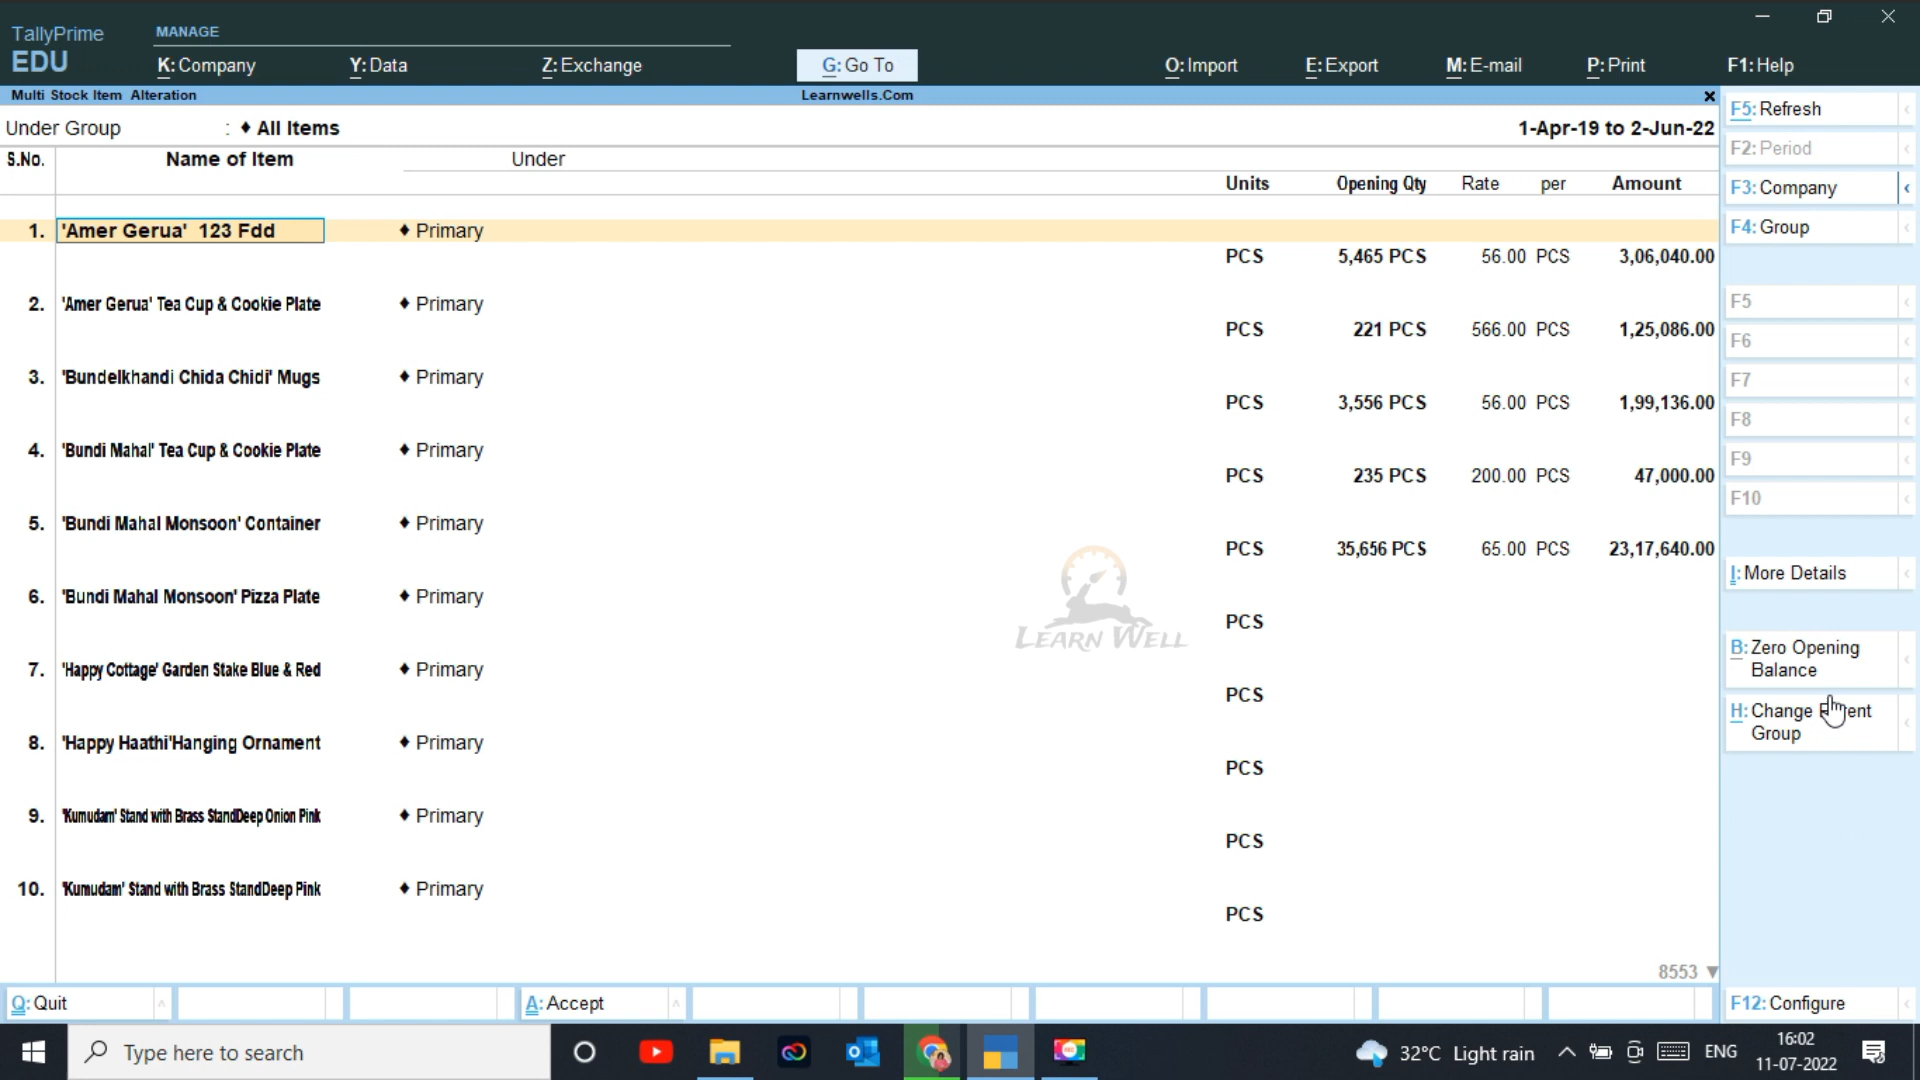 TallyPrime
EDU
MANAGE
K: Company
Y: Data
Z: Exchange
G: Go To
O: Import
E: Export
M: E-mail
P: Print
F1: Help
Multi Stock Item Alteration
Learnwells.Com
Under Group : ♦ All Items
1-Apr-19 to 2-Jun-22
S.No. Name of Item Under
Units Opening Qty Rate per Amount
1. 'Amer Gerua' 123 Fdd ♦ Primary
PCS 5,465 PCS 56.00 PCS 3,06,040.00
2. 'Amer Gerua' Tea Cup & Cookie Plate ♦ Primary
PCS 221 PCS 566.00 PCS 1,25,086.00
3. 'Bundelkhandi Chida Chidi' Mugs ♦ Primary
PCS 3,556 PCS 56.00 PCS 1,99,136.00
4. 'Bundi Mahal' Tea Cup & Cookie Plate ♦ Primary
PCS 235 PCS 200.00 PCS 47,000.00
5. 'Bundi Mahal Monsoon' Container ♦ Primary
PCS 35,656 PCS 65.00 PCS 23,17,640.00
6. 'Bundi Mahal Monsoon' Pizza Plate ♦ Primary
PCS
7. 'Happy Cottage' Garden Stake Blue & Red ♦ Primary
PCS
8. 'Happy Haathi'Hanging Ornament ♦ Primary
PCS
9. 'Kumudam' Stand with Brass StandDeep Onion Pink ♦ Primary
PCS
10. 'Kumudam' Stand with Brass StandDeep Pink ♦ Primary
PCS
LEARN WELL
8553 ▼
F5: Refresh
F2: Period
F3: Company
F4: Group
F5
F6
F7
F8
F9
F10
I: More Details
B: Zero Opening
Balance
H: Change
Group
F12: Configure
Q: Quit
A: Accept
Type here to search
32°C Light rain
ENG
16:02
11-07-2022